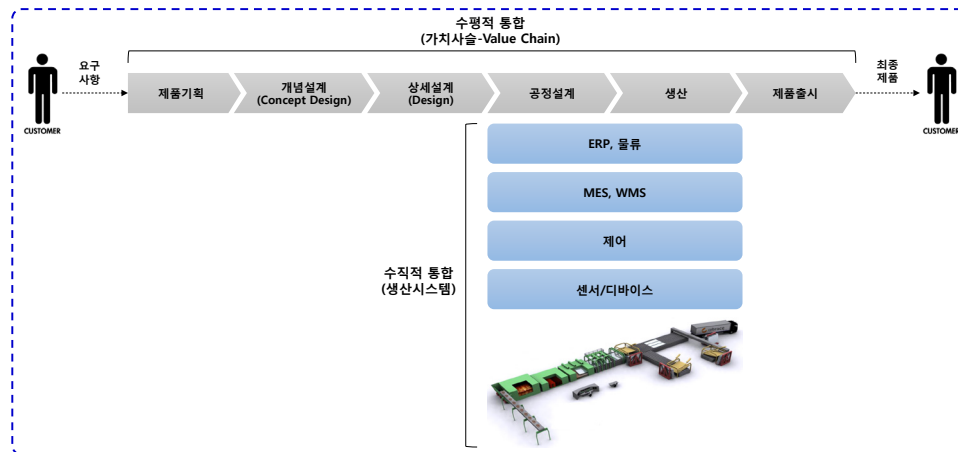 수평적 통합
(가치사슬-Value Chain)
요구
사항
최종
제품
제품기획
개념설계
(Concept Design)
상세설계
(Design)
공정설계
생산
제품출시
CUSTOMER
CUSTOMER
ERP, 물류
MES, WMS
제어
수직적 통합
(생산시스템)
센서/디바이스